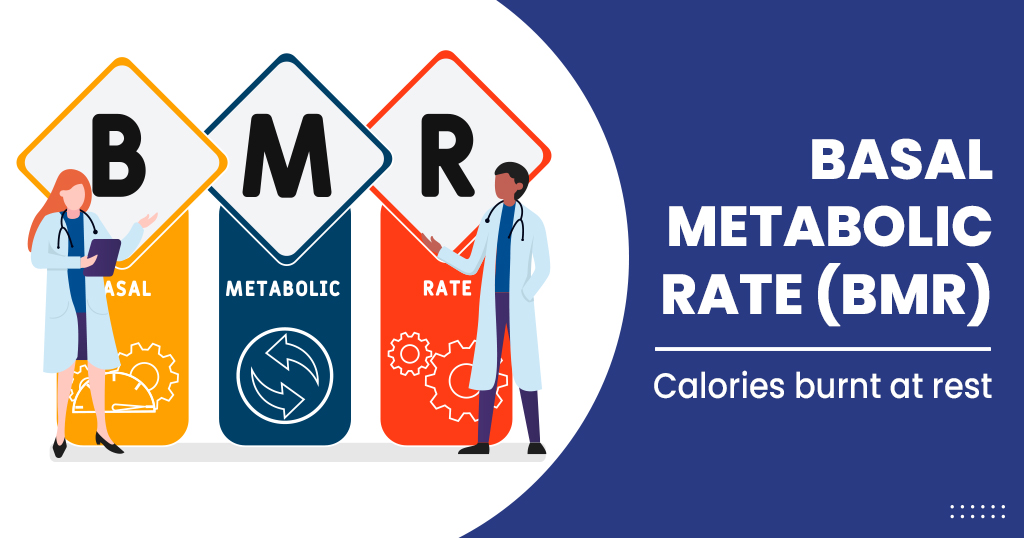 B M R
ASAL
METABOLIC
RATE
BASAL
METABOLIC
RATE (BMR)
Calories burnt at rest